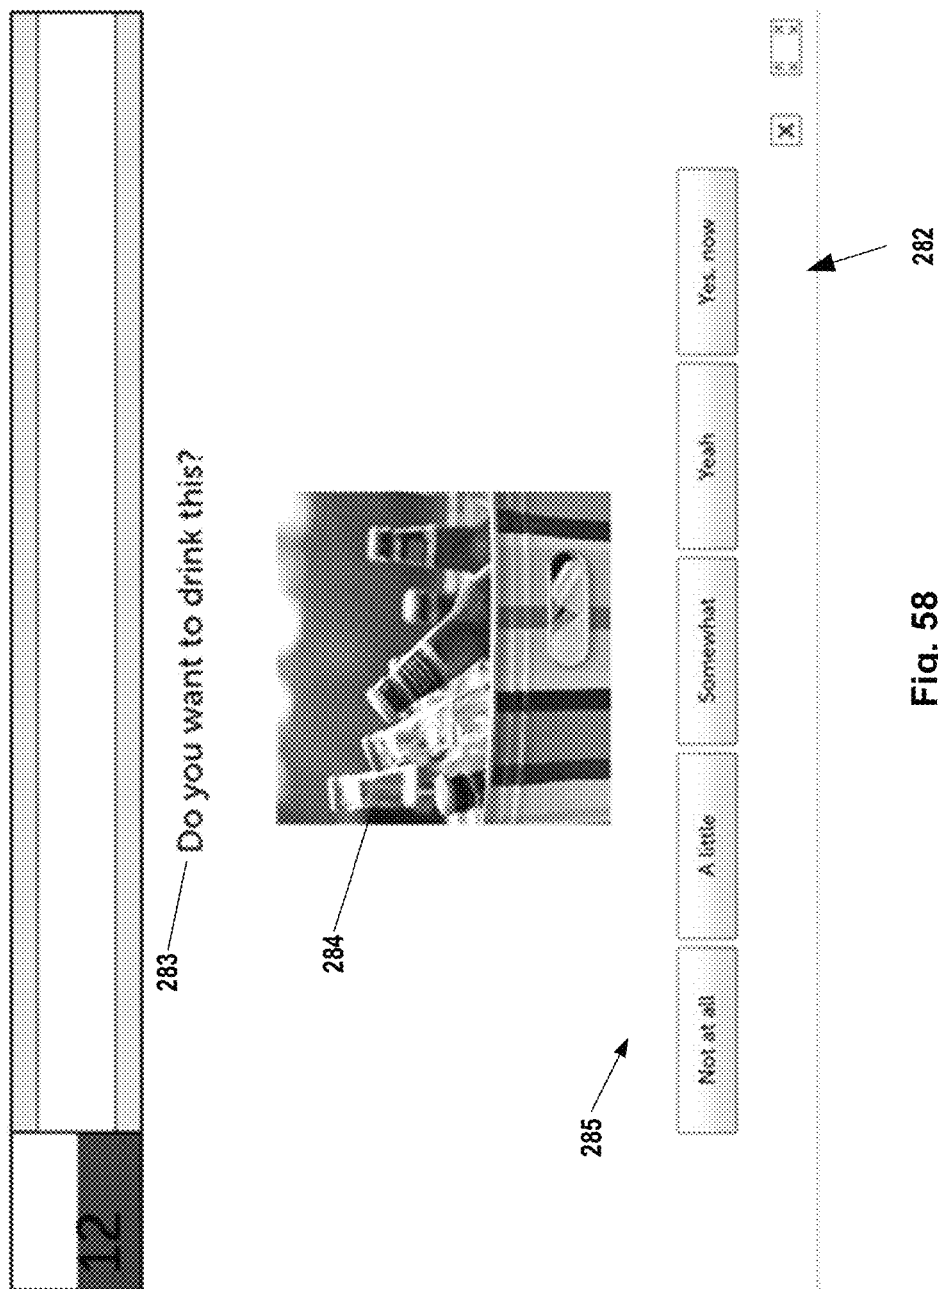 12
283
Do you want to drink this?
284
285
Not at all
A little
Somewhat
Yeah
Yes, now
x
282
Fig. 58